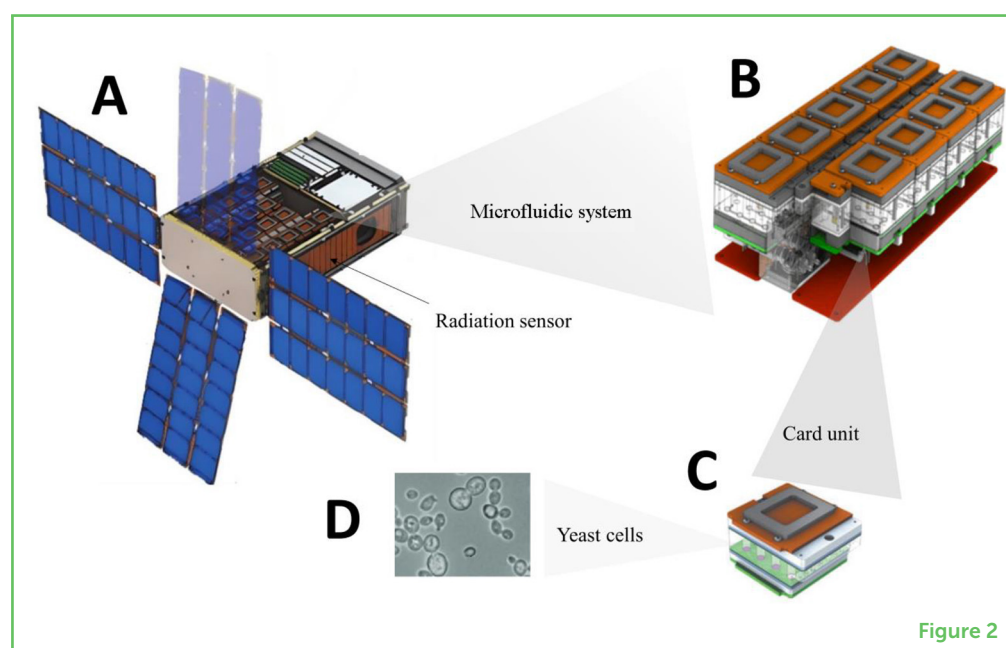 A
B
Microfluidic system
Radiation sensor
Card unit
C
D
Yeast cells
Figure 2